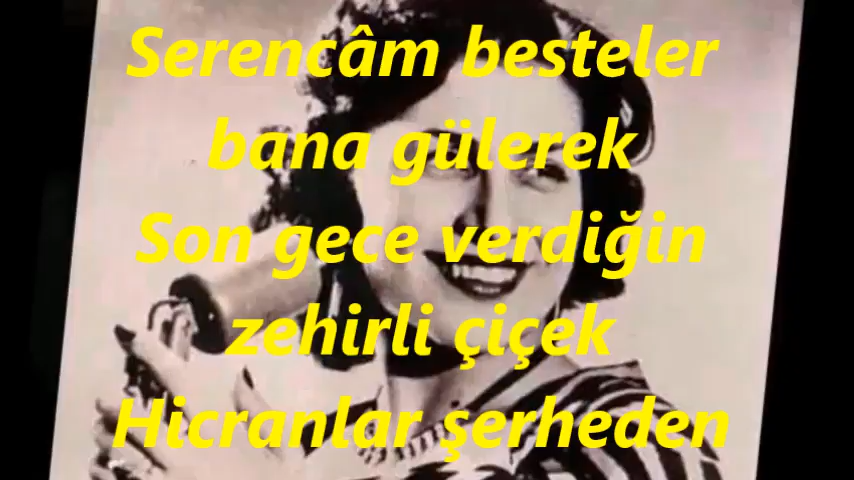 Serencâm besteler
bana gülerek
Son gece verdiğin
zehirli çiçek
Hicranlar şerheden